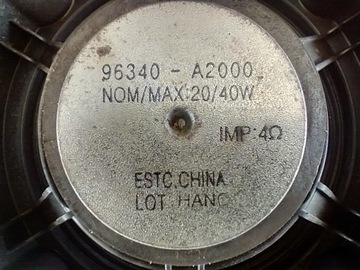 96340 - A2000
NOM/MAX:20/40W
IMP 4Ω
ESTC.CHINA
LOT. HANC